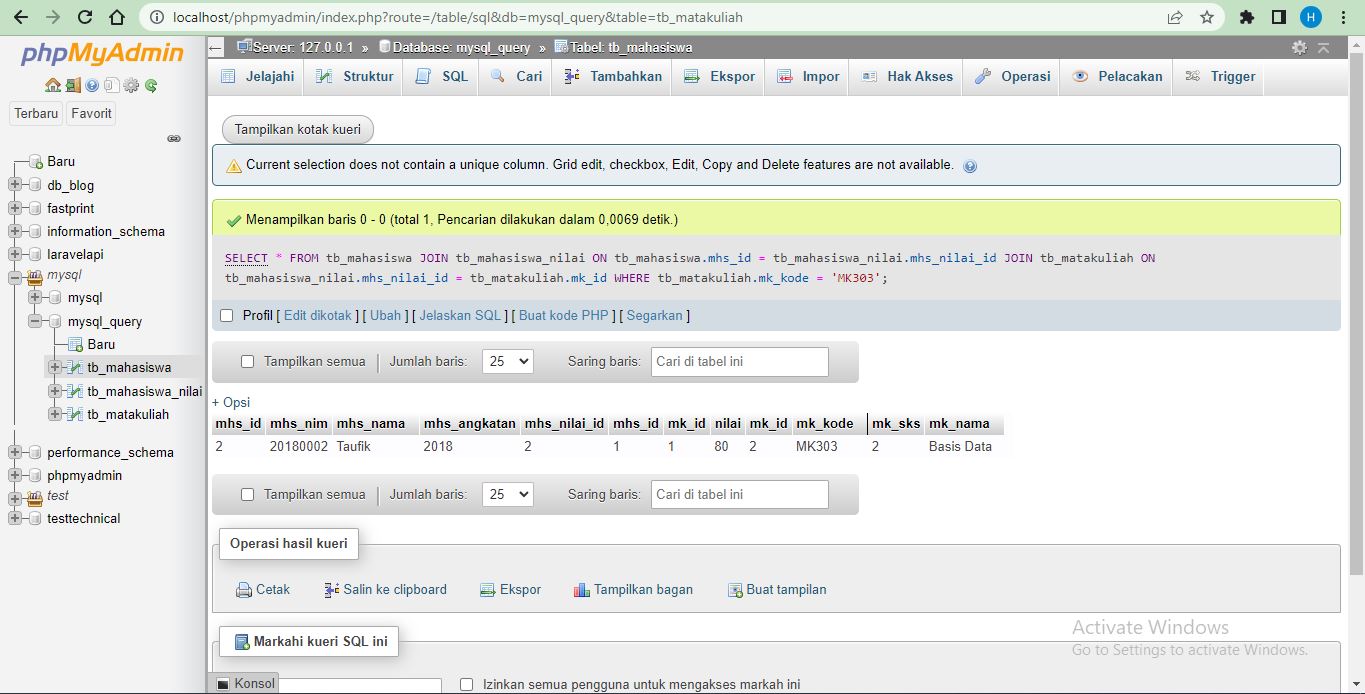 localhost/phpmyadmin/index.php?route=/table/sql&db=mysql_query&table=tb_matakuliah
H
phpMyAdmin
Terbaru Favorit
Baru
db_blog
fastprint
information_schema
laravelapi
mysql
mysql
mysql_query
Baru
tb_mahasiswa
tb_mahasiswa_nilai
tb_matakuliah
performance_schema
phpmyadmin
test
testtechnical
Server: 127.0.0.1 » Database: mysql_query » Tabel: tb_mahasiswa
Jelajahi Struktur SQL Cari Tambahkan Ekspor Impor Hak Akses Operasi Pelacakan Trigger
Tampilkan kotak kueri
Current selection does not contain a unique column. Grid edit, checkbox, Edit, Copy and Delete features are not available.
Menampilkan baris 0 - 0 (total 1, Pencarian dilakukan dalam 0,0069 detik.)
SELECT * FROM tb_mahasiswa JOIN tb_mahasiswa_nilai ON tb_mahasiswa.mhs_id = tb_mahasiswa_nilai.mhs_nilai_id JOIN tb_matakuliah ON
tb_mahasiswa_nilai.mhs_nilai_id = tb_matakuliah.mk_id WHERE tb_matakuliah.mk_kode = 'MK303';
Profil [ Edit dikotak ] [ Ubah ] [ Jelaskan SQL ] [ Buat kode PHP ] [ Segarkan ]
Tampilkan semua | Jumlah baris: 25 Saring baris: Cari di tabel ini
+ Opsi
mhs_id mhs_nim mhs_nama mhs_angkatan mhs_nilai_id mhs_id mk_id nilai mk_id mk_kode mk_sks mk_nama
2 20180002 Taufik 2018 2 1 1 80 2 MK303 2 Basis Data
Tampilkan semua | Jumlah baris: 25 Saring baris: Cari di tabel ini
Operasi hasil kueri
Cetak Salin ke clipboard Ekspor Tampilkan bagan Buat tampilan
Markahi kueri SQL ini
Konsol
Izinkan semua pengguna untuk mengakses markah ini
Activate Windows
Go to Settings to activate Windows.